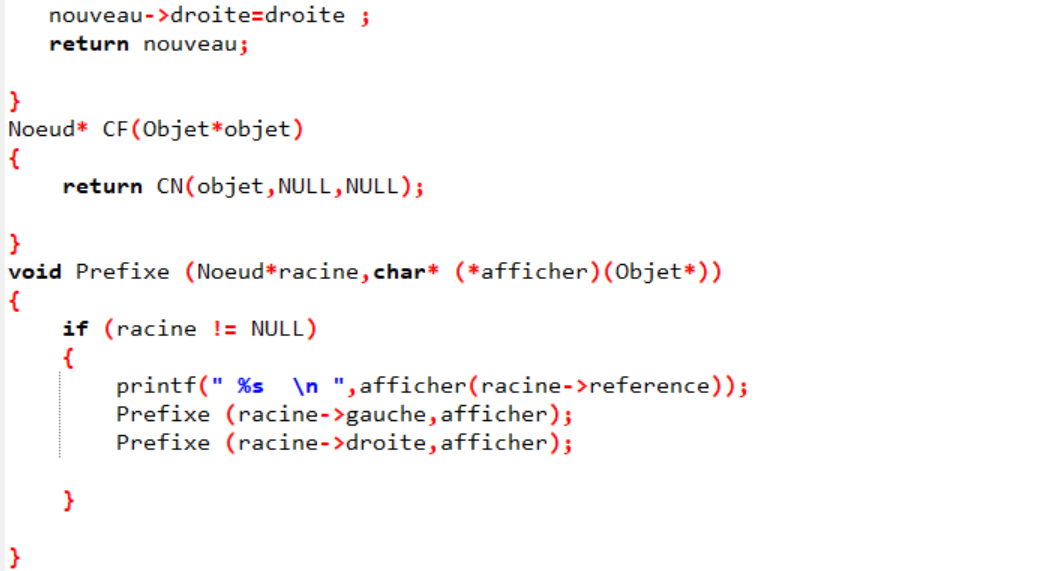 nouveau->droite=droite ;
return nouveau;
}
Noeud* CF(Objet*objet)
{
return CN(objet,NULL,NULL);
}
void Prefixe (Noeud*racine,char* (*afficher)(Objet*))
{
if (racine != NULL)
{
printf(" %s  \n ",afficher(racine->reference));
Prefixe (racine->gauche,afficher);
Prefixe (racine->droite,afficher);
}
}